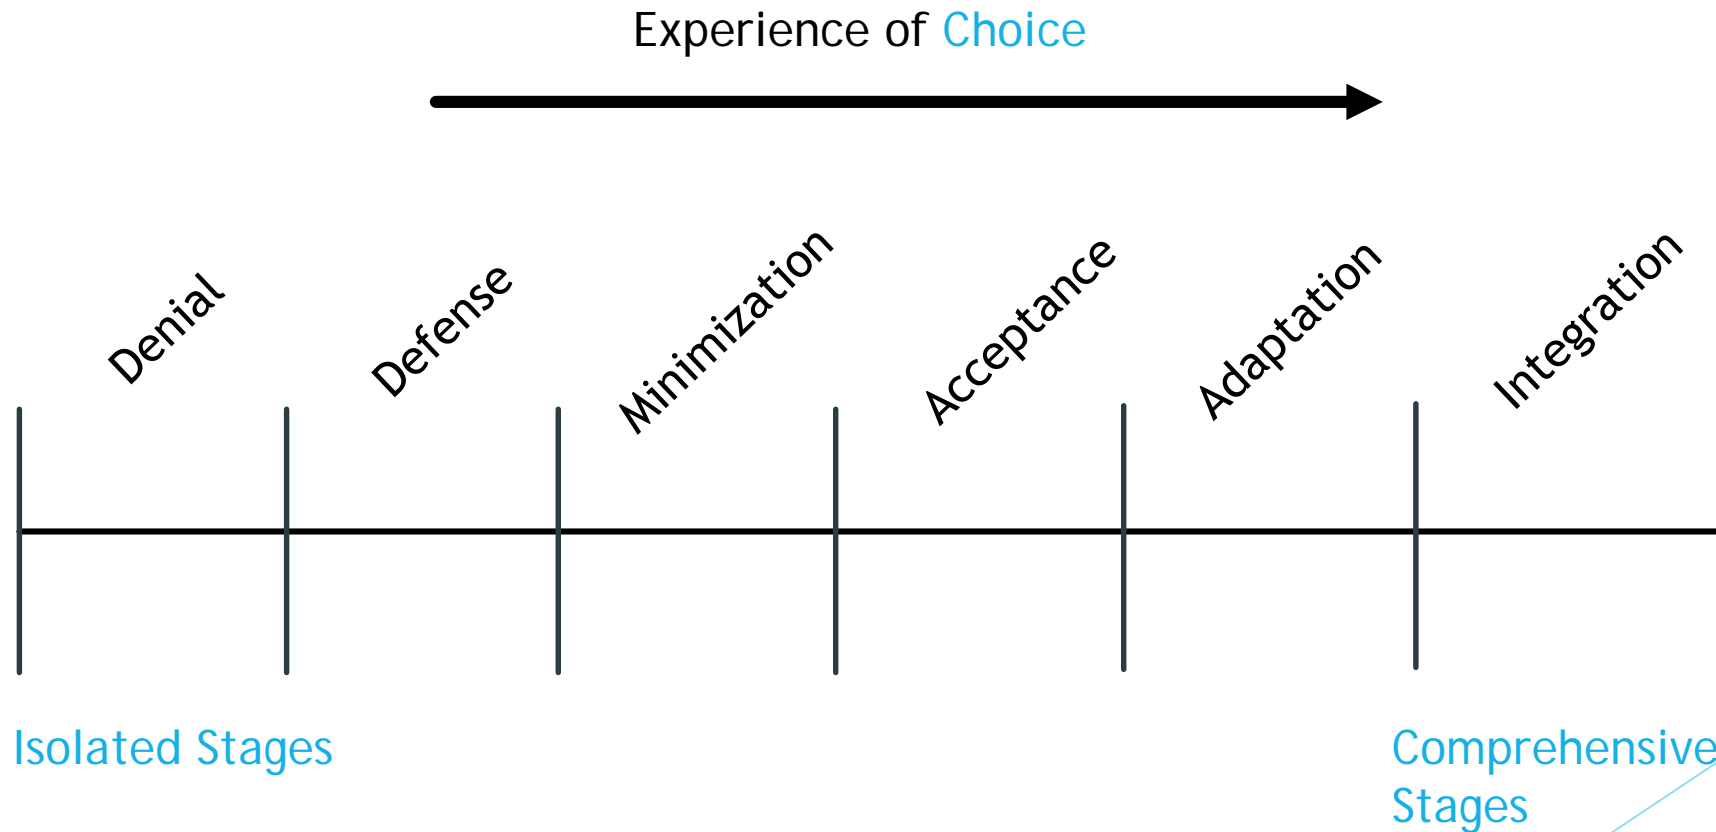 Experience of Choice
Denial
Defense
Minimization
Acceptance
Adaptation
Integration
Isolated Stages
Comprehensive
Stages